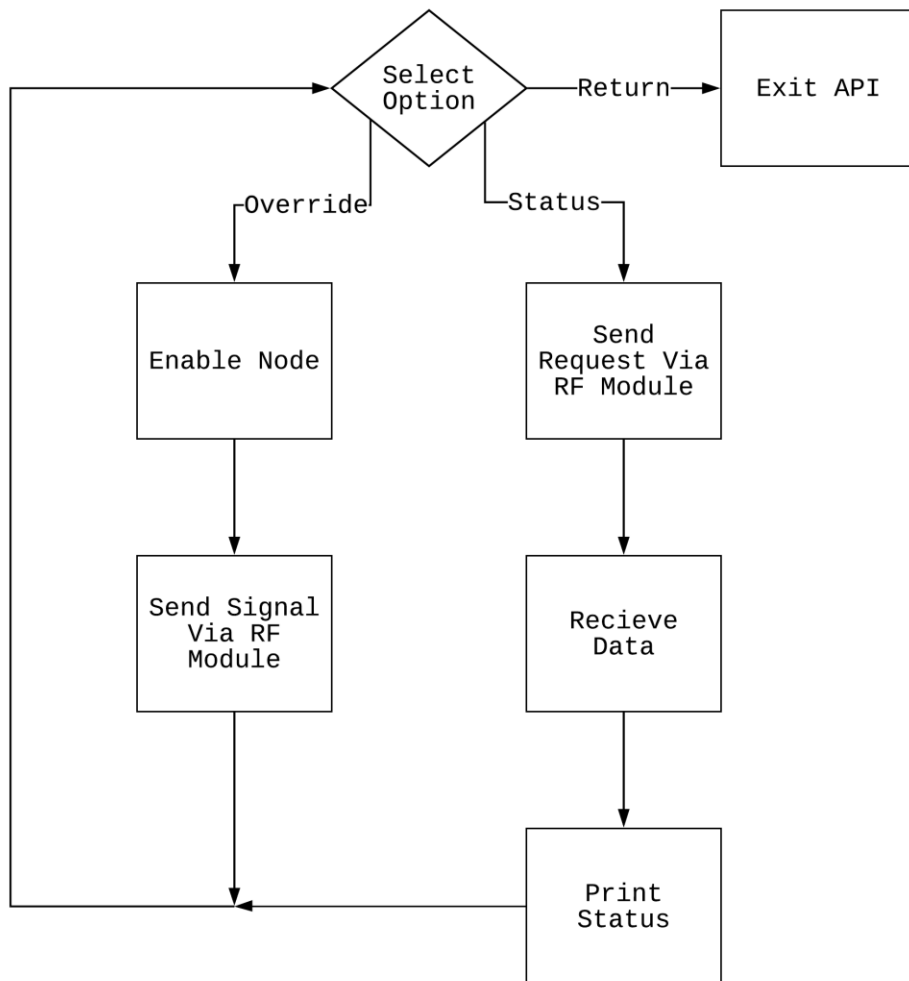 Select
Option
Return
Exit API
Override
Status
Enable Node
Send
Request Via
RF Module
Send Signal
Via RF
Module
Recieve
Data
Print
Status